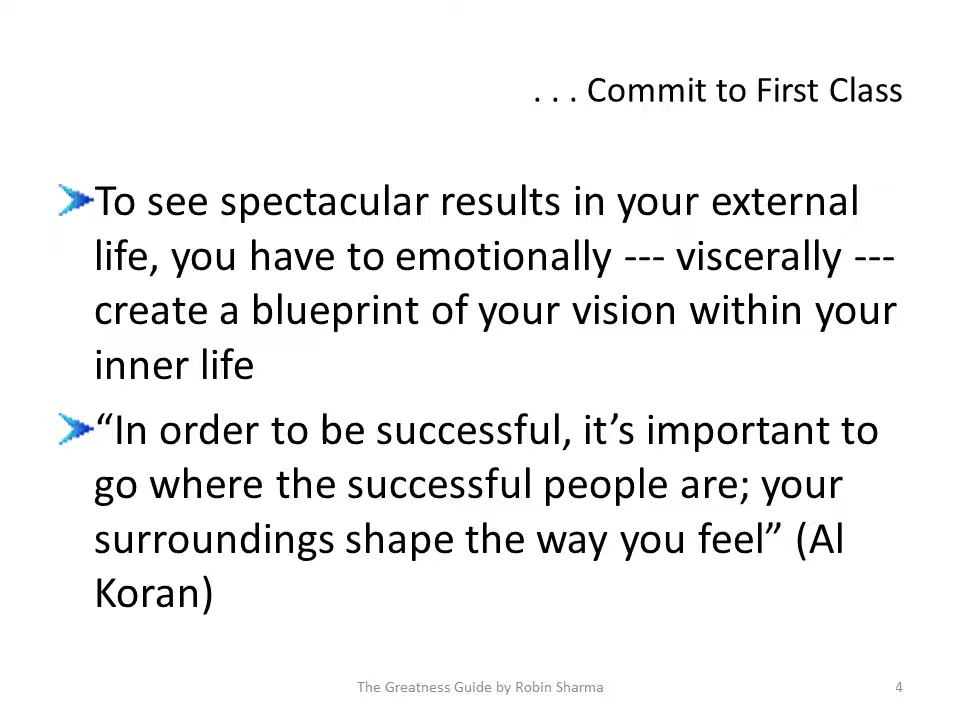 . . . Commit to First Class
To see spectacular results in your external
life, you have to emotionally --- viscerally ---
create a blueprint of your vision within your
inner life
“In order to be successful, it’s important to
go where the successful people are; your
surroundings shape the way you feel” (Al
Koran)
The Greatness Guide by Robin Sharma
4